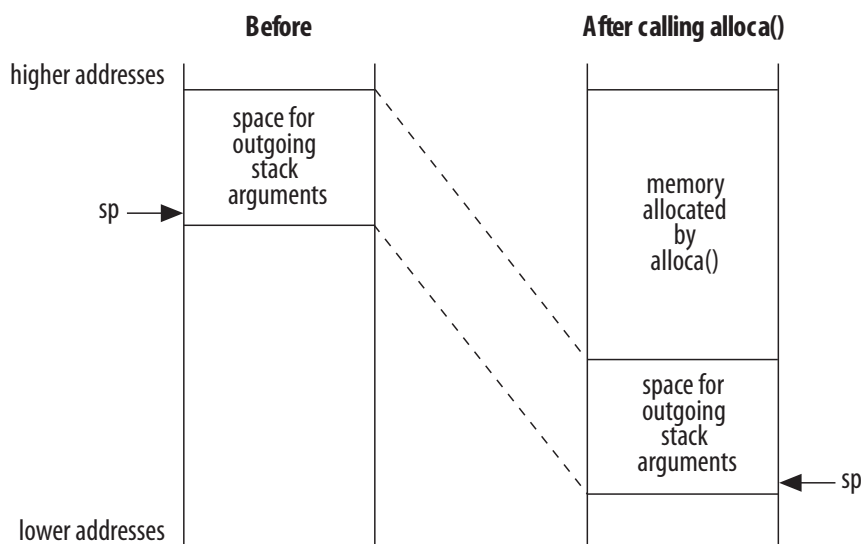 Before
After calling alloca()
higher addresses
space for
outgoing
stack
arguments
sp
memory
allocated
by
alloca()
space for
outgoing
stack
arguments
sp
lower addresses